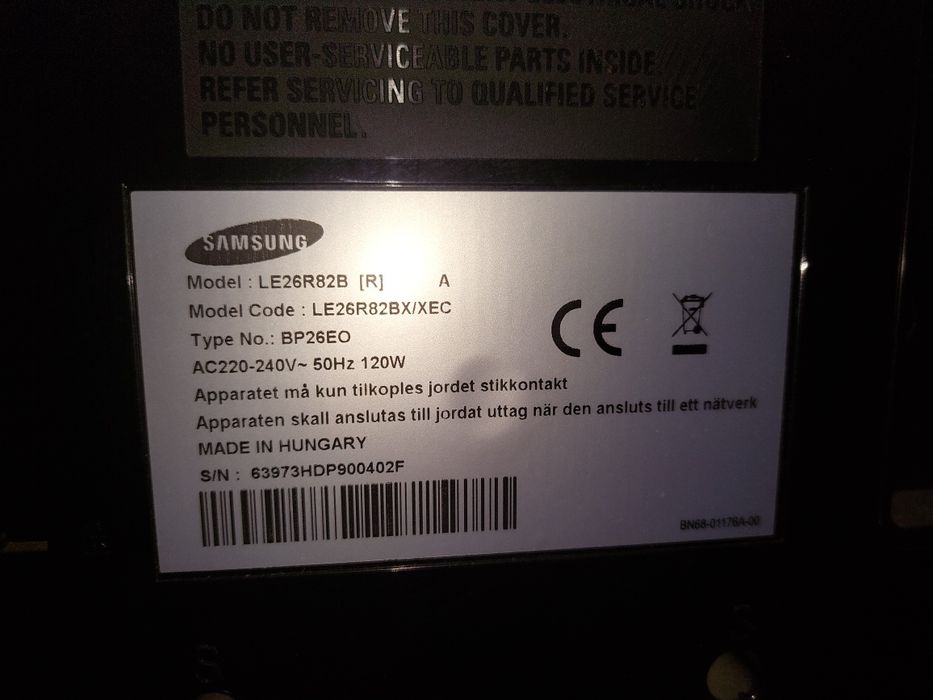 DO NOT REMOVE THIS COVER.
NO USER-SERVICEABLE PARTS INSIDE.
REFER SERVICING TO QUALIFIED SERVICE
PERSONNEL.
SAMSUNG
Model : LE26R82B [R] A
Model Code : LE26R82BX/XEC
Type No.: BP26EO
AC220-240V~ 50Hz 120W
Apparatet må kun tilkoples jordet stikkontakt
Apparaten skall anslutas till jordat uttag när den ansluts till ett nätverk
MADE IN HUNGARY
S/N : 63973HDP900402F
CE
BN68-01176A-00